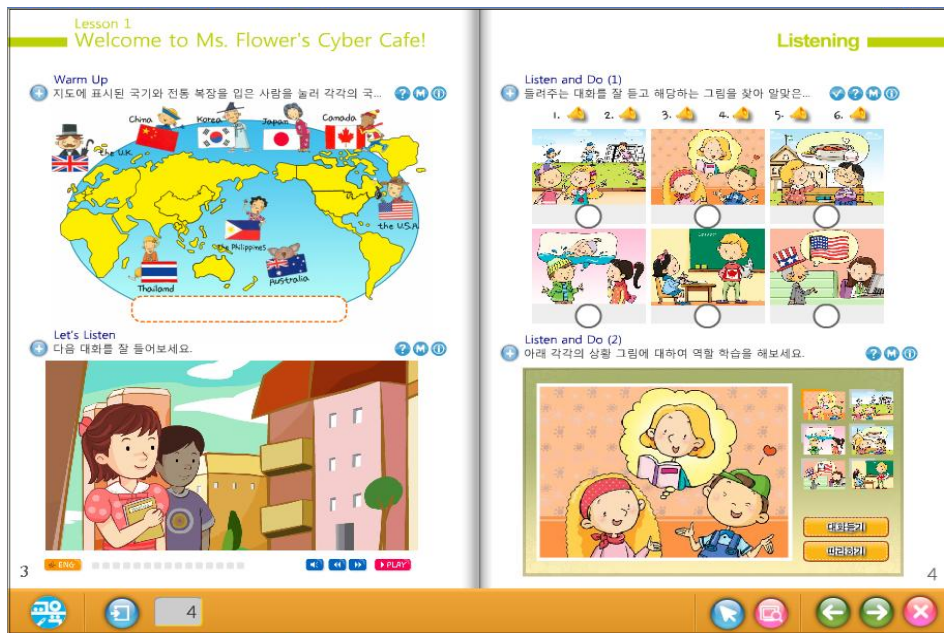 Lesson 1
Welcome to Ms. Flower's Cyber Cafe!
Warm Up
지도에 표시된 국기와 전통 복장을 입은 사람을 눌러 각각의 국...
China
Korea
Japan
Canada
the U.K
the U.S.A
the Philippines
Thailand
Australia
Let's Listen
다음 대화를 잘 들어보세요.
ENG
PLAY
3
Listening
Listen and Do (1)
들려주는 대화를 잘 듣고 해당하는 그림을 찾아 알맞은...
1. 2. 3. 4. 5. 6.
Listen and Do (2)
아래 각각의 상황 그림에 대하여 역할 학습을 해보세요.
대화듣기
따라하기
4
교육
4